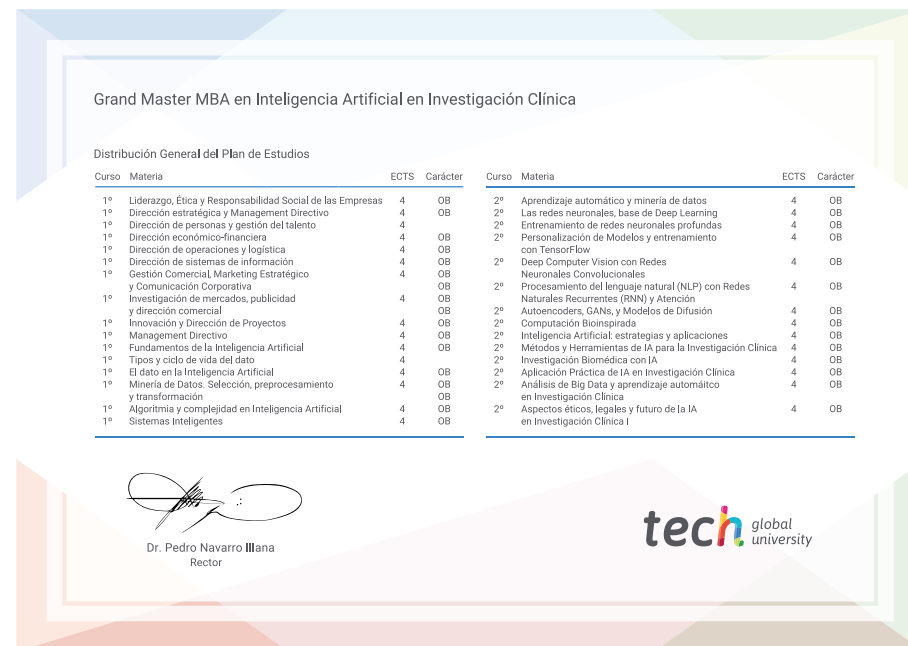 Grand Master MBA en Inteligencia Artificial en Investigación Clínica
Distribución General del Plan de Estudios
Curso Materia ECTS Carácter
1º Liderazgo, Ética y Responsabilidad Social de las Empresas 4 OB
1º Dirección estratégica y Management Directivo 4 OB
1º Dirección de personas y gestión del talento 4
1º Dirección económico-financiera 4 OB
1º Dirección de operaciones y logística 4 OB
1º Dirección de sistemas de información 4 OB
1º Gestión Comercial, Marketing Estratégico 4 OB
y Comunicación Corporativa OB
1º Investigación de mercados, publicidad 4 OB
y dirección comercial OB
1º Innovación y Dirección de Proyectos 4 OB
1º Management Directivo 4 OB
1º Fundamentos de la Inteligencia Artificial 4 OB
1º Tipos y ciclo de vida del dato 4
1º El dato en la Inteligencia Artificial 4 OB
1º Minería de Datos. Selección, preprocesamiento 4 OB
y transformación OB
1º Algoritmia y complejidad en Inteligencia Artificial 4 OB
1º Sistemas Inteligentes 4 OB
Curso Materia ECTS Carácter
2º Aprendizaje automático y minería de datos 4 OB
2º Las redes neuronales, base de Deep Learning 4 OB
2º Entrenamiento de redes neuronales profundas 4 OB
2º Personalización de Modelos y entrenamiento 4 OB
con TensorFlow
2º Deep Computer Vision con Redes 4 OB
Neuronales Convolucionales
2º Procesamiento del lenguaje natural (NLP) con Redes 4 OB
Naturales Recurrentes (RNN) y Atención
2º Autoencoders, GANs, y Modelos de Difusión 4 OB
2º Computación Bioinspirada 4 OB
2º Inteligencia Artificial: estrategias y aplicaciones 4 OB
2º Métodos y Herramientas de IA para la Investigación Clínica 4 OB
2º Investigación Biomédica con IA 4 OB
2º Aplicación Práctica de IA en Investigación Clínica 4 OB
2º Análisis de Big Data y aprendizaje automáitco 4 OB
en Investigación Clínica
2º Aspectos éticos, legales y futuro de la IA 4 OB
en Investigación Clínica I
Dr. Pedro Navarro Illana
Rector
tech global
university